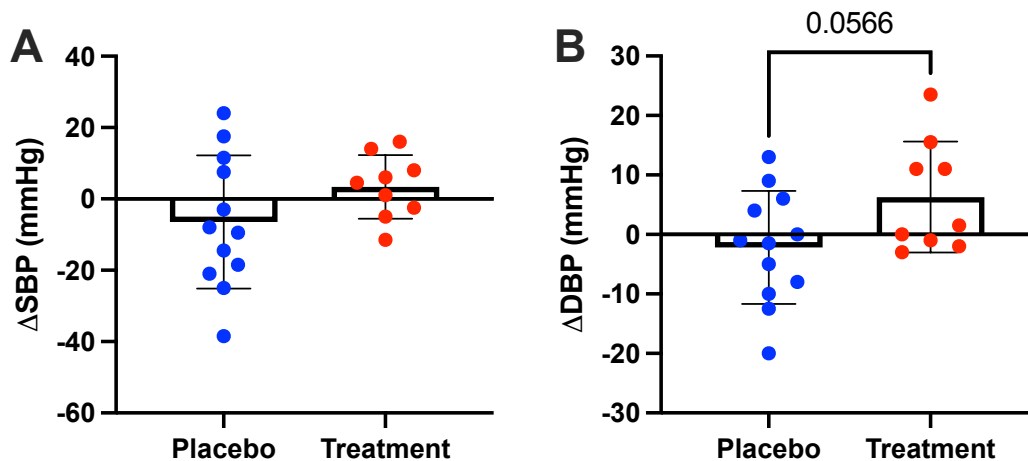 A
ΔSBP (mmHg)
40
20
0
-20
-40
-60
Placebo
Treatment
B
0.0566
ΔDBP (mmHg)
30
20
10
0
-10
-20
-30
Placebo
Treatment